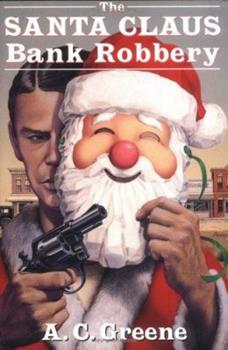 The
SANTA CLAUS
Bank Robbery
A. C. Greene